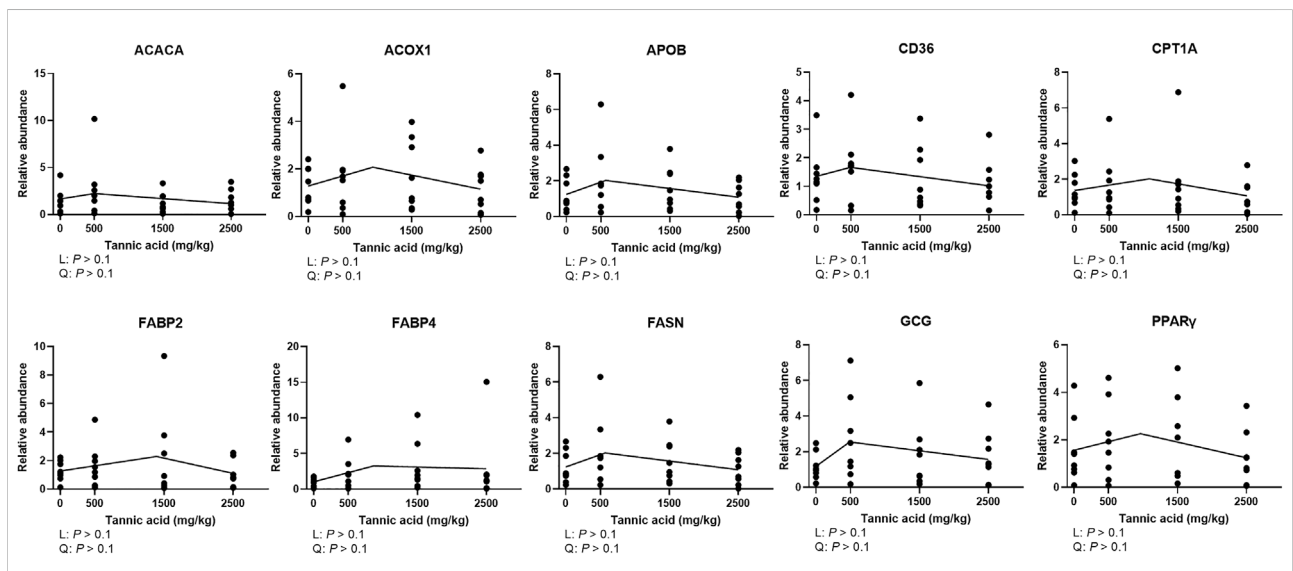 ACACA
Relative abundance
15
10
5
0
0 500 1500 2500
Tannic acid (mg/kg)
L: P > 0.1
Q: P > 0.1
ACOX1
Relative abundance
6
4
2
0
0 500 1500 2500
Tannic acid (mg/kg)
L: P > 0.1
Q: P > 0.1
APOB
Relative abundance
8
6
4
2
0
0 500 1500 2500
Tannic acid (mg/kg)
L: P > 0.1
Q: P > 0.1
CD36
Relative abundance
5
4
3
2
1
0
0 500 1500 2500
Tannic acid (mg/kg)
L: P > 0.1
Q: P > 0.1
CPT1A
Relative abundance
8
6
4
2
0
0 500 1500 2500
Tannic acid (mg/kg)
L: P > 0.1
Q: P > 0.1
FABP2
Relative abundance
10
8
6
4
2
0
0 500 1500 2500
Tannic acid (mg/kg)
L: P > 0.1
Q: P > 0.1
FABP4
Relative abundance
20
15
10
5
0
0 500 1500 2500
Tannic acid (mg/kg)
L: P > 0.1
Q: P > 0.1
FASN
Relative abundance
8
6
4
2
0
0 500 1500 2500
Tannic acid (mg/kg)
L: P > 0.1
Q: P > 0.1
GCG
Relative abundance
8
6
4
2
0
0 500 1500 2500
Tannic acid (mg/kg)
L: P > 0.1
Q: P > 0.1
PPARγ
Relative abundance
6
4
2
0
0 500 1500 2500
Tannic acid (mg/kg)
L: P > 0.1
Q: P > 0.1